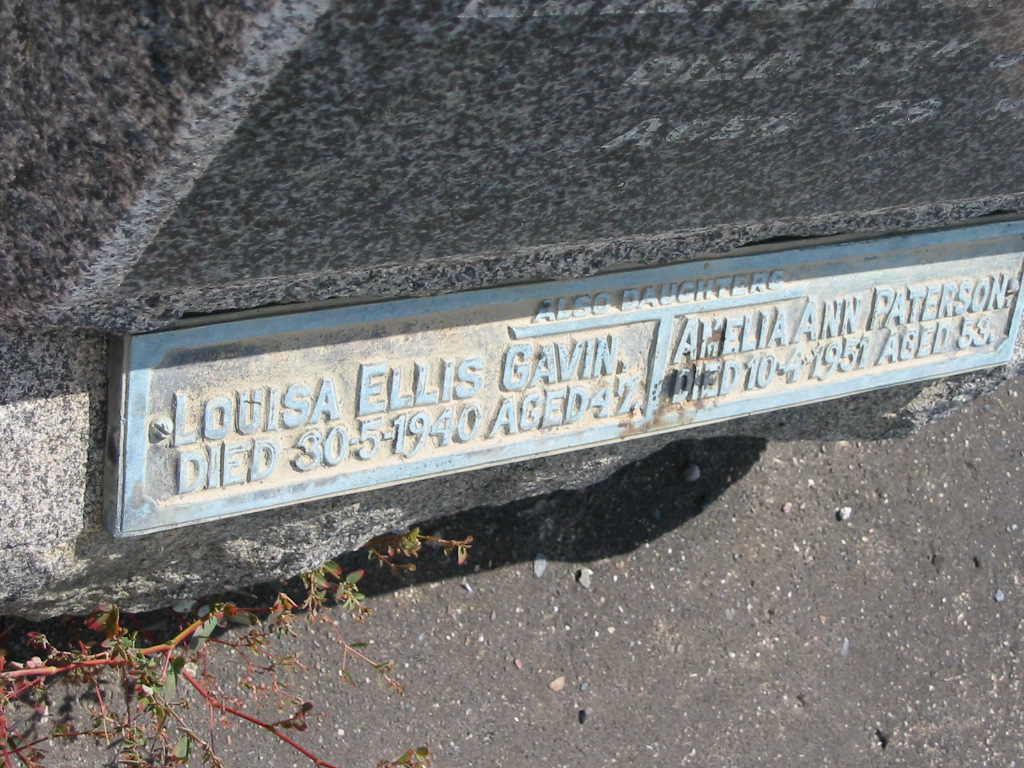 ALSO DAUGHTERS
LOUISA ELLIS GAVIN.
DIED 30-5-1940 AGED 47.
AMELIA ANN PATERSON-
DIED 10-4-1951 AGED 53.